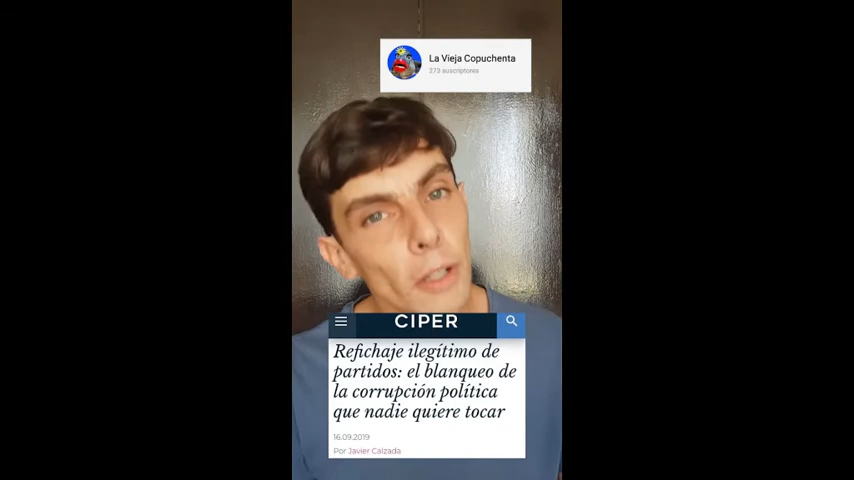 La Vieja Copuchenta
273 suscriptores
CIPER
Refichaje ilegítimo de
partidos: el blanqueo de
la corrupción política
que nadie quiere tocar
16.09.2019
Por Javier Calzada